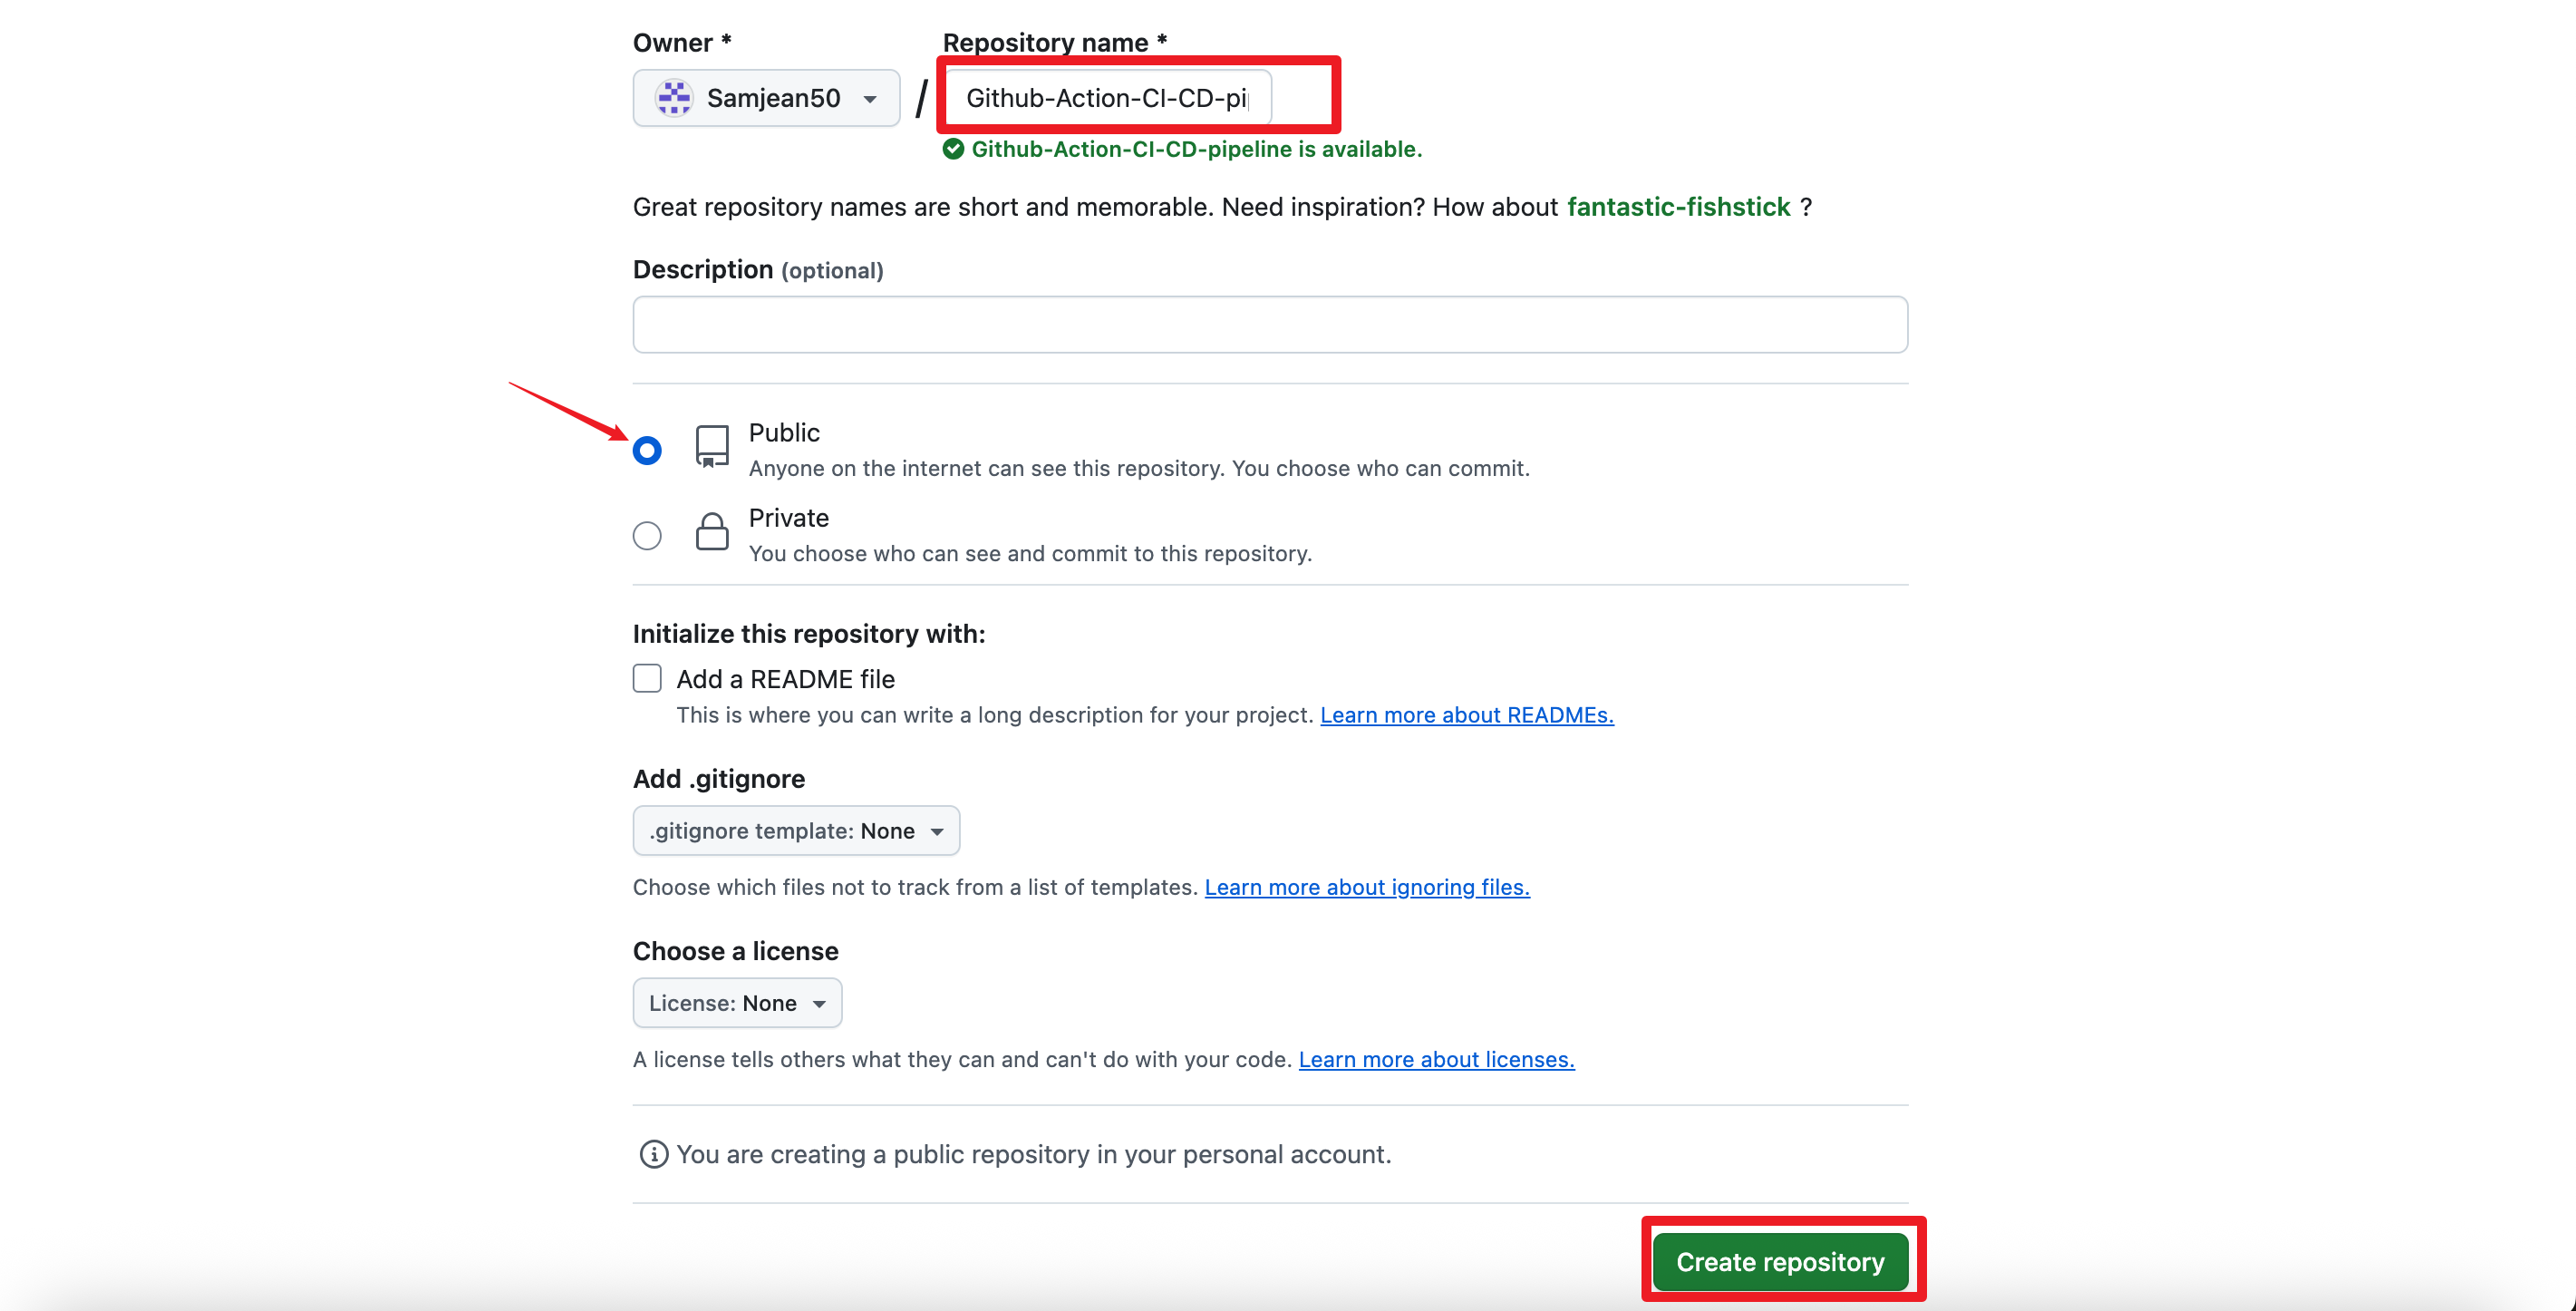 Owner *
Repository name *
Samjean50
/
Github-Action-CI-CD-pi
Github-Action-CI-CD-pipeline is available.
Great repository names are short and memorable. Need inspiration? How about fantastic-fishstick ?
Description (optional)
Public
Anyone on the internet can see this repository. You choose who can commit.
Private
You choose who can see and commit to this repository.
Initialize this repository with:
Add a README file
This is where you can write a long description for your project. Learn more about READMEs.
Add .gitignore
.gitignore template: None
Choose which files not to track from a list of templates. Learn more about ignoring files.
Choose a license
License: None
A license tells others what they can and can't do with your code. Learn more about licenses.
You are creating a public repository in your personal account.
Create repository